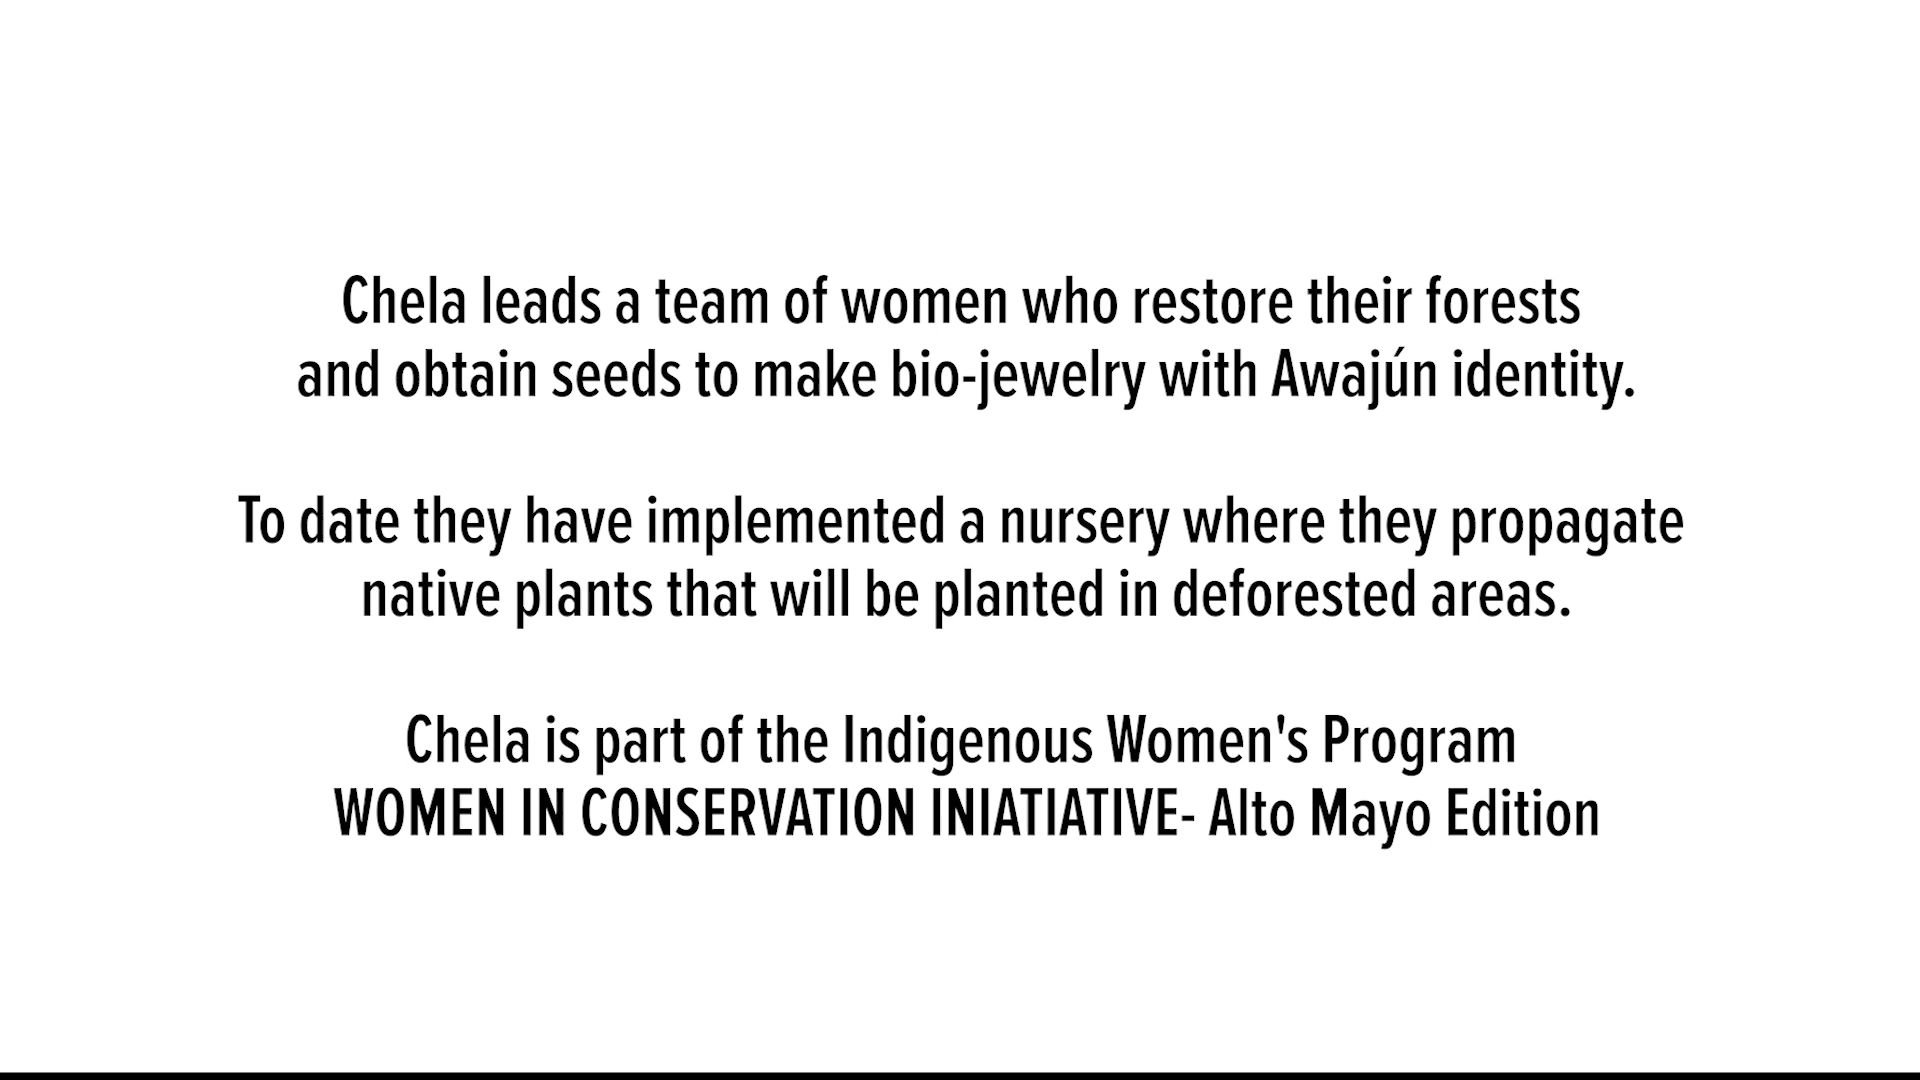 Chela leads a team of women who restore their forests
and obtain seeds to make bio-jewelry with Awajún identity.
To date they have implemented a nursery where they propagate
native plants that will be planted in deforested areas.
Chela is part of the Indigenous Women's Program
WOMEN IN CONSERVATION INIATIATIVE- Alto Mayo Edition